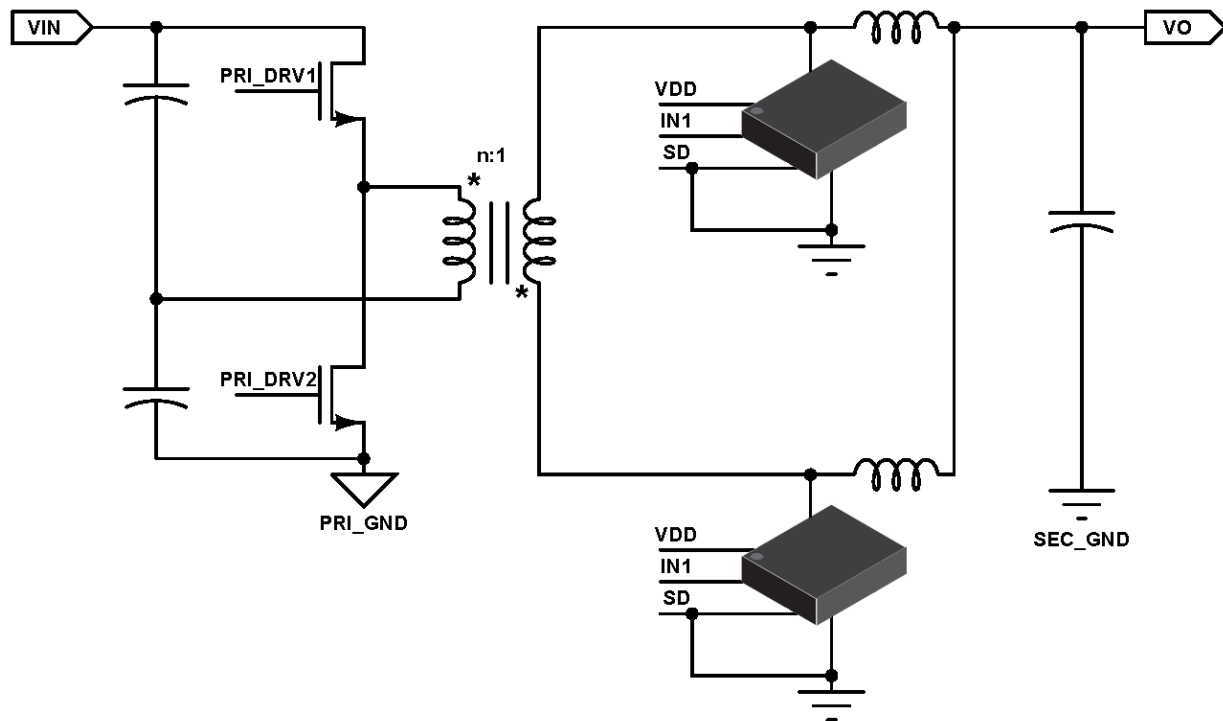 VIN
VO
PRI_DRV1
VDD
IN1
SD
n:1
*
*
PRI_DRV2
PRI_GND
VDD
IN1
SD
SEC_GND